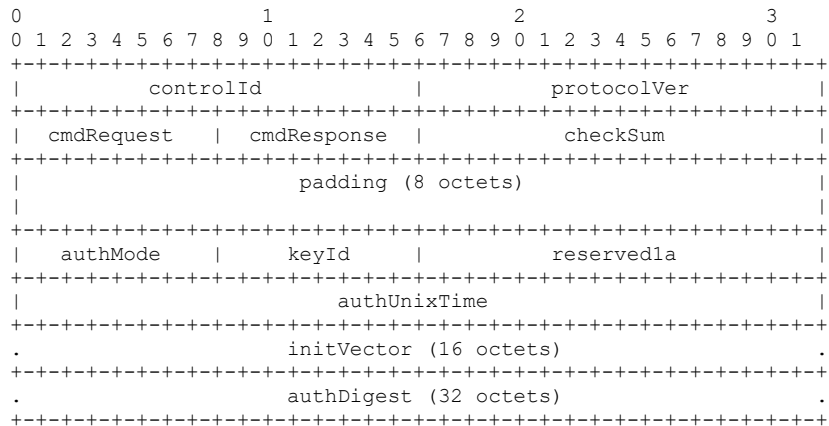 0                   1                   2                   3
0 1 2 3 4 5 6 7 8 9 0 1 2 3 4 5 6 7 8 9 0 1 2 3 4 5 6 7 8 9 0 1
+-+-+-+-+-+-+-+-+-+-+-+-+-+-+-+-+-+-+-+-+-+-+-+-+-+-+-+-+-+-+-+-+
|          controlId            |          protocolVer          |
+-+-+-+-+-+-+-+-+-+-+-+-+-+-+-+-+-+-+-+-+-+-+-+-+-+-+-+-+-+-+-+-+
|  cmdRequest   |  cmdResponse  |           checkSum            |
+-+-+-+-+-+-+-+-+-+-+-+-+-+-+-+-+-+-+-+-+-+-+-+-+-+-+-+-+-+-+-+-+
|                      padding (8 octets)                       |
|                                                               |
+-+-+-+-+-+-+-+-+-+-+-+-+-+-+-+-+-+-+-+-+-+-+-+-+-+-+-+-+-+-+-+-+
|   authMode    |     keyId     |          reserved1a           |
+-+-+-+-+-+-+-+-+-+-+-+-+-+-+-+-+-+-+-+-+-+-+-+-+-+-+-+-+-+-+-+-+
|                         authUnixTime                          |
+-+-+-+-+-+-+-+-+-+-+-+-+-+-+-+-+-+-+-+-+-+-+-+-+-+-+-+-+-+-+-+-+
.                     initVector (16 octets)                    .
+-+-+-+-+-+-+-+-+-+-+-+-+-+-+-+-+-+-+-+-+-+-+-+-+-+-+-+-+-+-+-+-+
.                     authDigest (32 octets)                    .
+-+-+-+-+-+-+-+-+-+-+-+-+-+-+-+-+-+-+-+-+-+-+-+-+-+-+-+-+-+-+-+-+